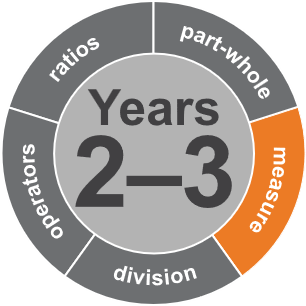 Years
2–3
part-whole
measure
division
operators
ratios